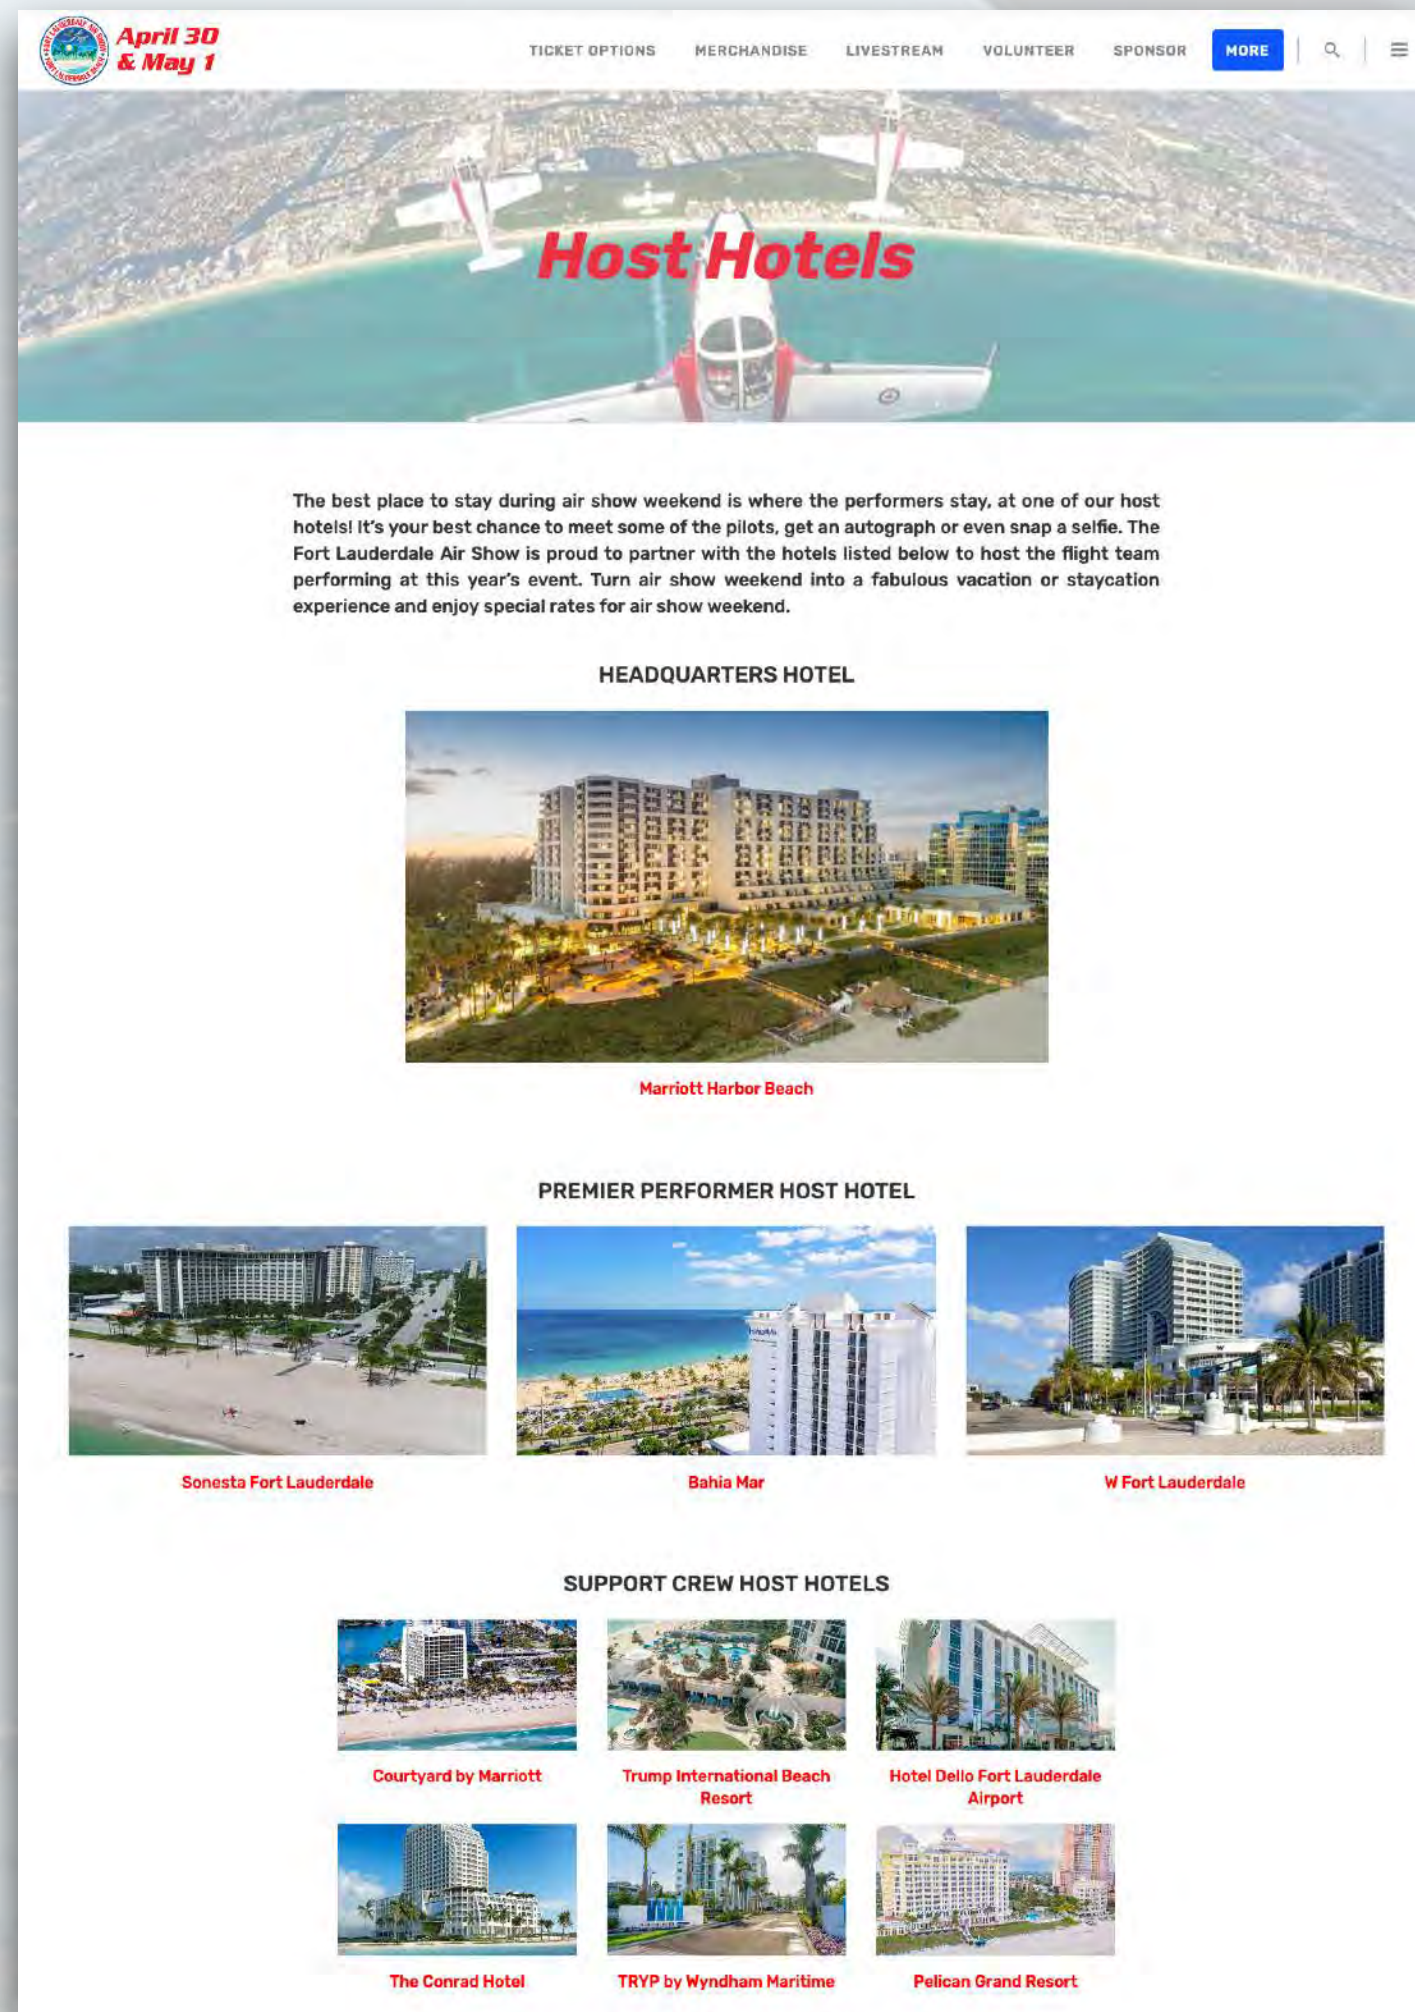 FORT LAUDERDALE AIR SHOW
FORT LAUDERDALE BEACH
April 30
& May 1
TICKET OPTIONS
MERCHANDISE
LIVESTREAM
VOLUNTEER
SPONSOR
MORE
Host Hotels
The best place to stay during air show weekend is where the performers stay, at one of our host
hotels! It's your best chance to meet some of the pilots, get an autograph or even snap a selfie. The
Fort Lauderdale Air Show is proud to partner with the hotels listed below to host the flight team
performing at this year's event. Turn air show weekend into a fabulous vacation or staycation
experience and enjoy special rates for air show weekend.
HEADQUARTERS HOTEL
Marriott Harbor Beach
PREMIER PERFORMER HOST HOTEL
Sonesta Fort Lauderdale
Bahia Mar
W Fort Lauderdale
SUPPORT CREW HOST HOTELS
Courtyard by Marriott
Trump International Beach
Resort
Hotel Dello Fort Lauderdale
Airport
The Conrad Hotel
TRYP by Wyndham Maritime
Pelican Grand Resort